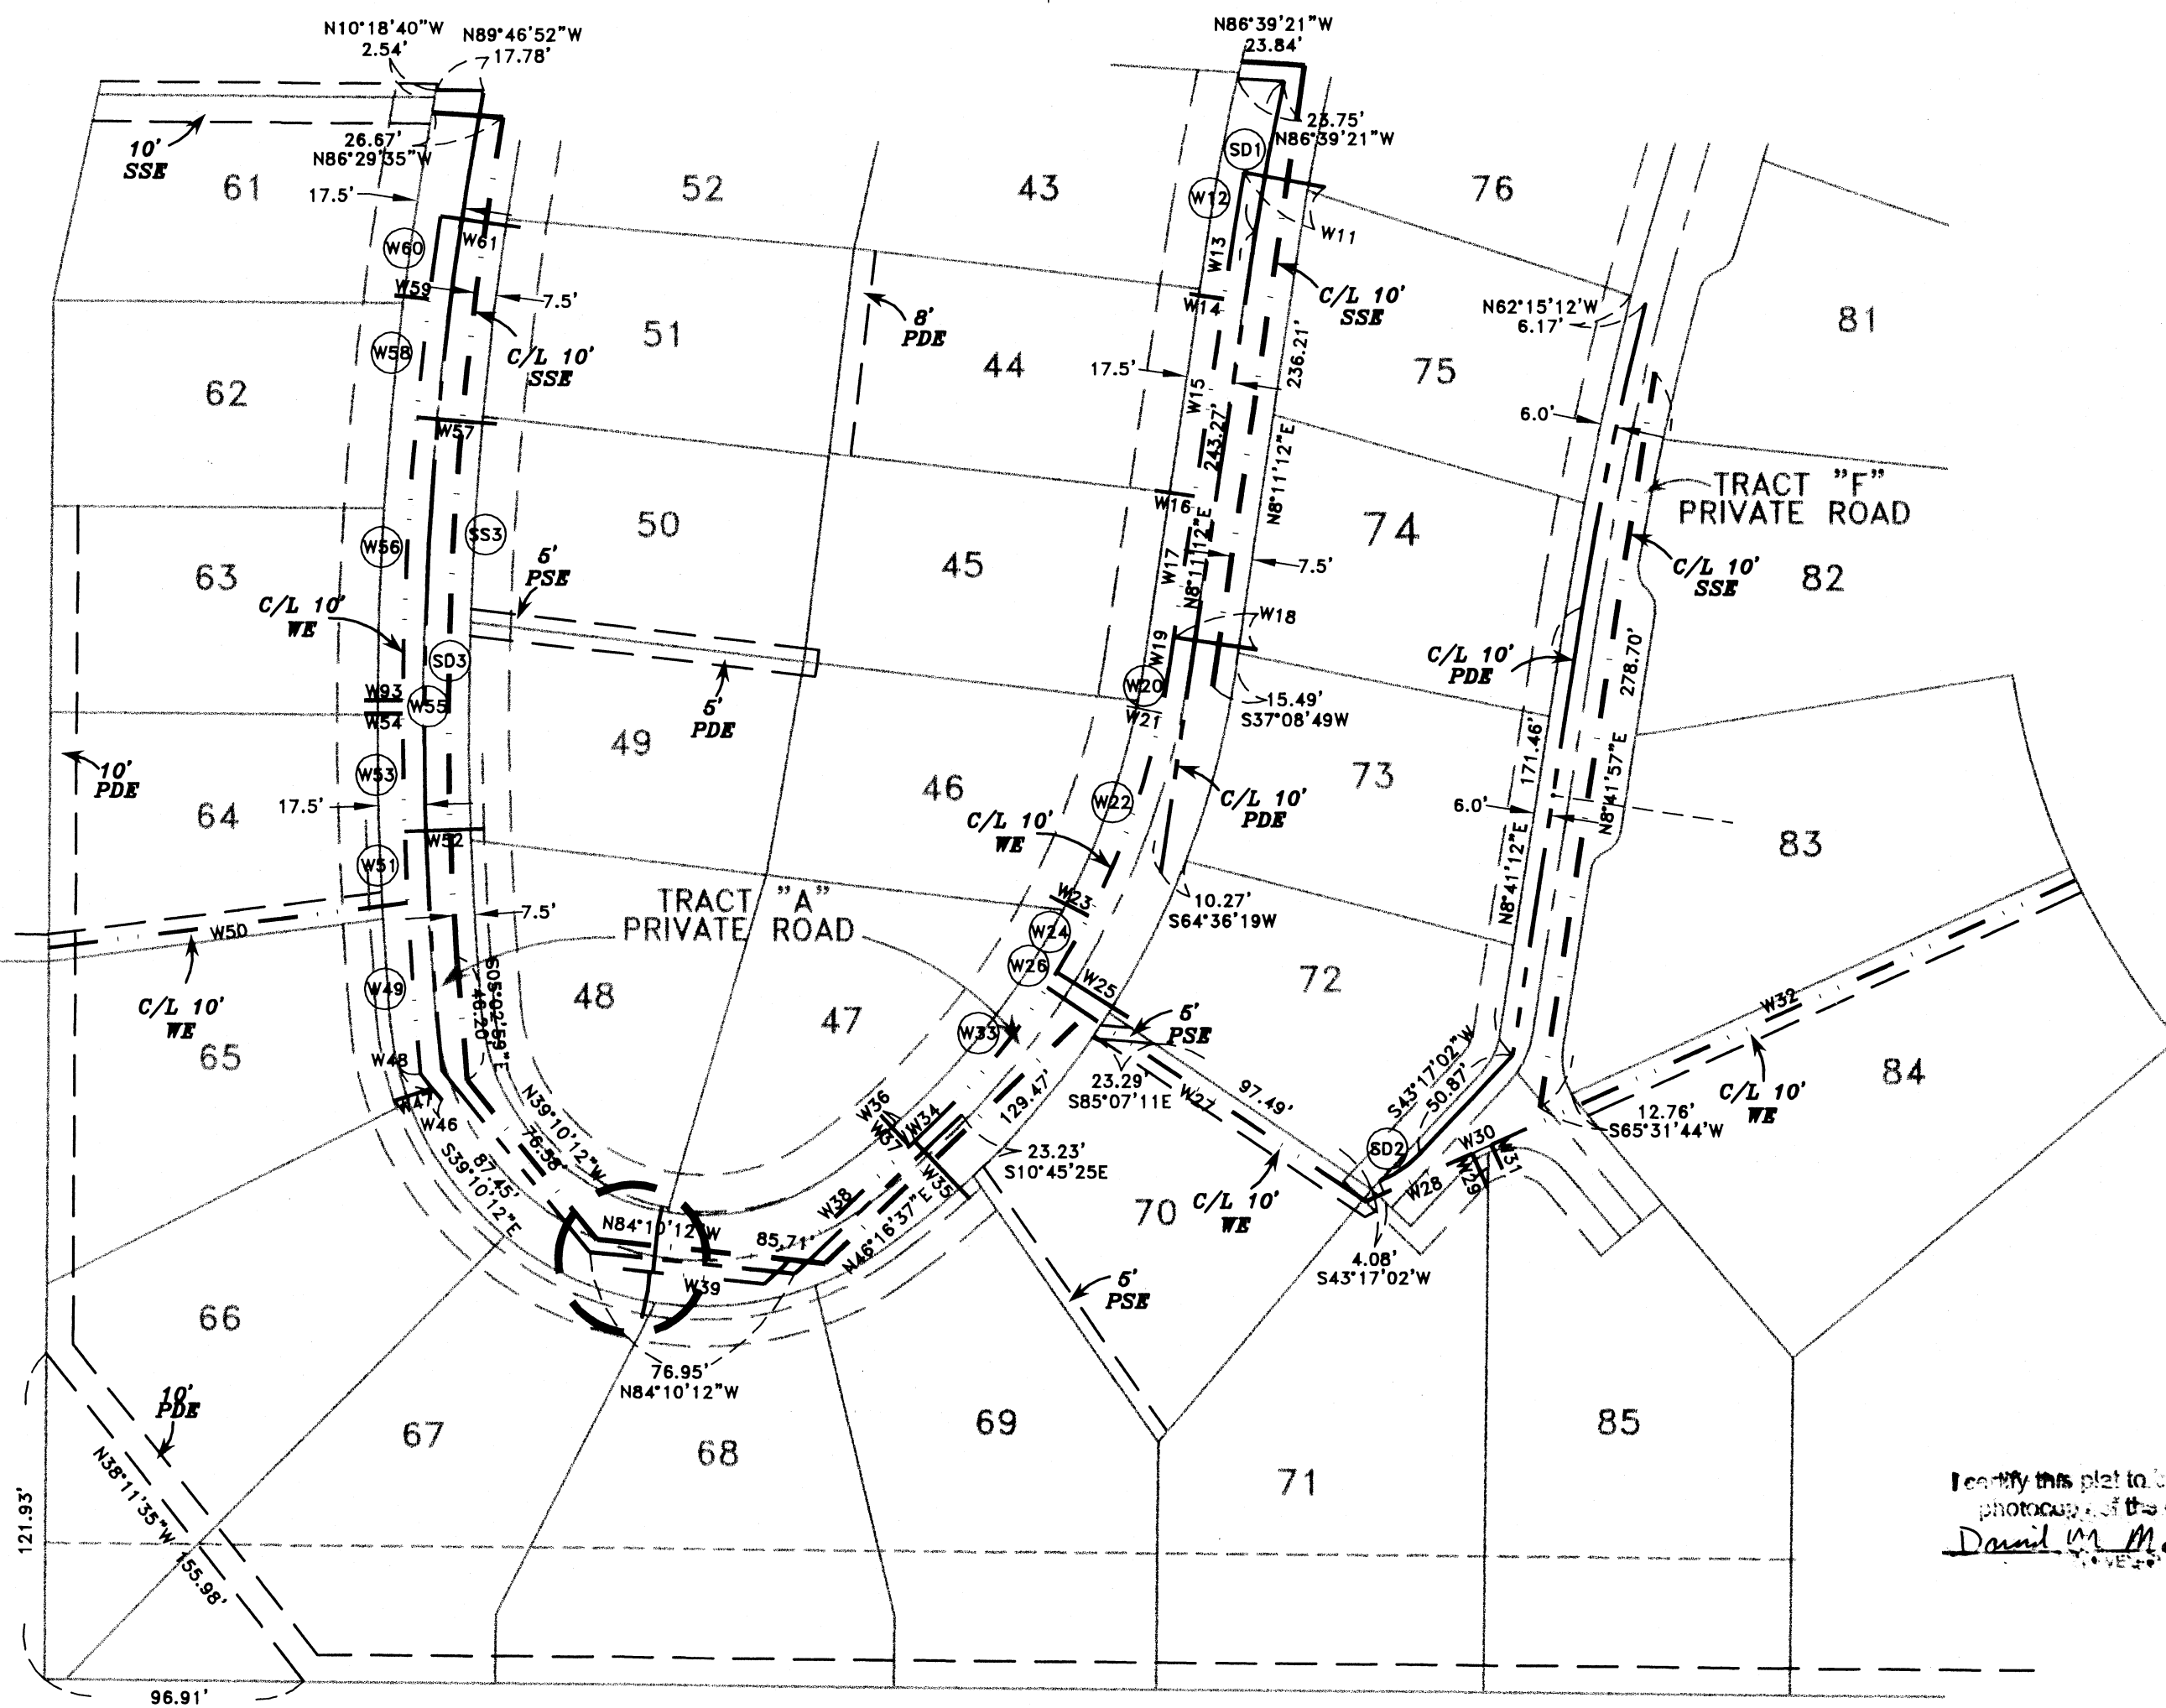 N10°18'40"W
2.54'
N89°46'52"W
17.78'
N86°39'21"W
23.84'
10'
SSE
26.67'
N86°29'35"W
61
17.5'
52
43
SD1
23.75'
N86°39'21"W
76
W12
W11
W60
W61
W13
W59
7.5'
W14
C/L 10'
SSE
N62°15'12"W
6.17'
81
W58
51
8'
PDE
C/L 10'
SSE
44
17.5'
236.21'
75
62
W15
6.0'
W57
243.27'
N8°11'12"E
TRACT "F"
PRIVATE ROAD
W16
W56
SS3
50
74
5'
PSE
45
W17
N8°11'12"E
7.5'
C/L 10'
SSE
82
63
C/L 10'
WE
W18
SD3
W19
C/L 10'
PDE
278.70'
W93
W55
W54
W20
W21
15.49'
S37°08'49W
5'
PDE
49
171.46'
10'
PDE
W53
73
N8°41'57"E
17.5'
64
46
W22
C/L 10'
PDE
6.0'
C/L 10'
WE
83
W52
W51
N8°41'12"E
TRACT "A"
PRIVATE ROAD
W23
10.27'
S64°36'19W
7.5'
W50
W24
W26
C/L 10'
WE
W49
S05°02'59"E
46.20'
48
47
W25
72
W32
5'
PSE
W33
65
W48
23.29'
S85°07'11E
97.49'
S43°17'02"W
50.87'
C/L 10'
WE
84
W47
W46
N39°10'12"W
76.58'
W36
W37
W34
129.47'
W27
12.76'
S65°31'44"W
S39°10'12"E
87.45'
23.23'
S10°45'25E
SD2
W30
W31
W29
W28
W35
W38
70
C/L 10'
WE
N84°10'12"W
85.71'
N46°16'37"E
W39
4.08'
S43°17'02'W
5'
PSE
66
76.95'
N84°10'12"W
10'
PDE
67
68
69
85
71
N38°11'35"W 155.98'
121.93'
I certify this plat to
photocopy of the
David M
96.91'